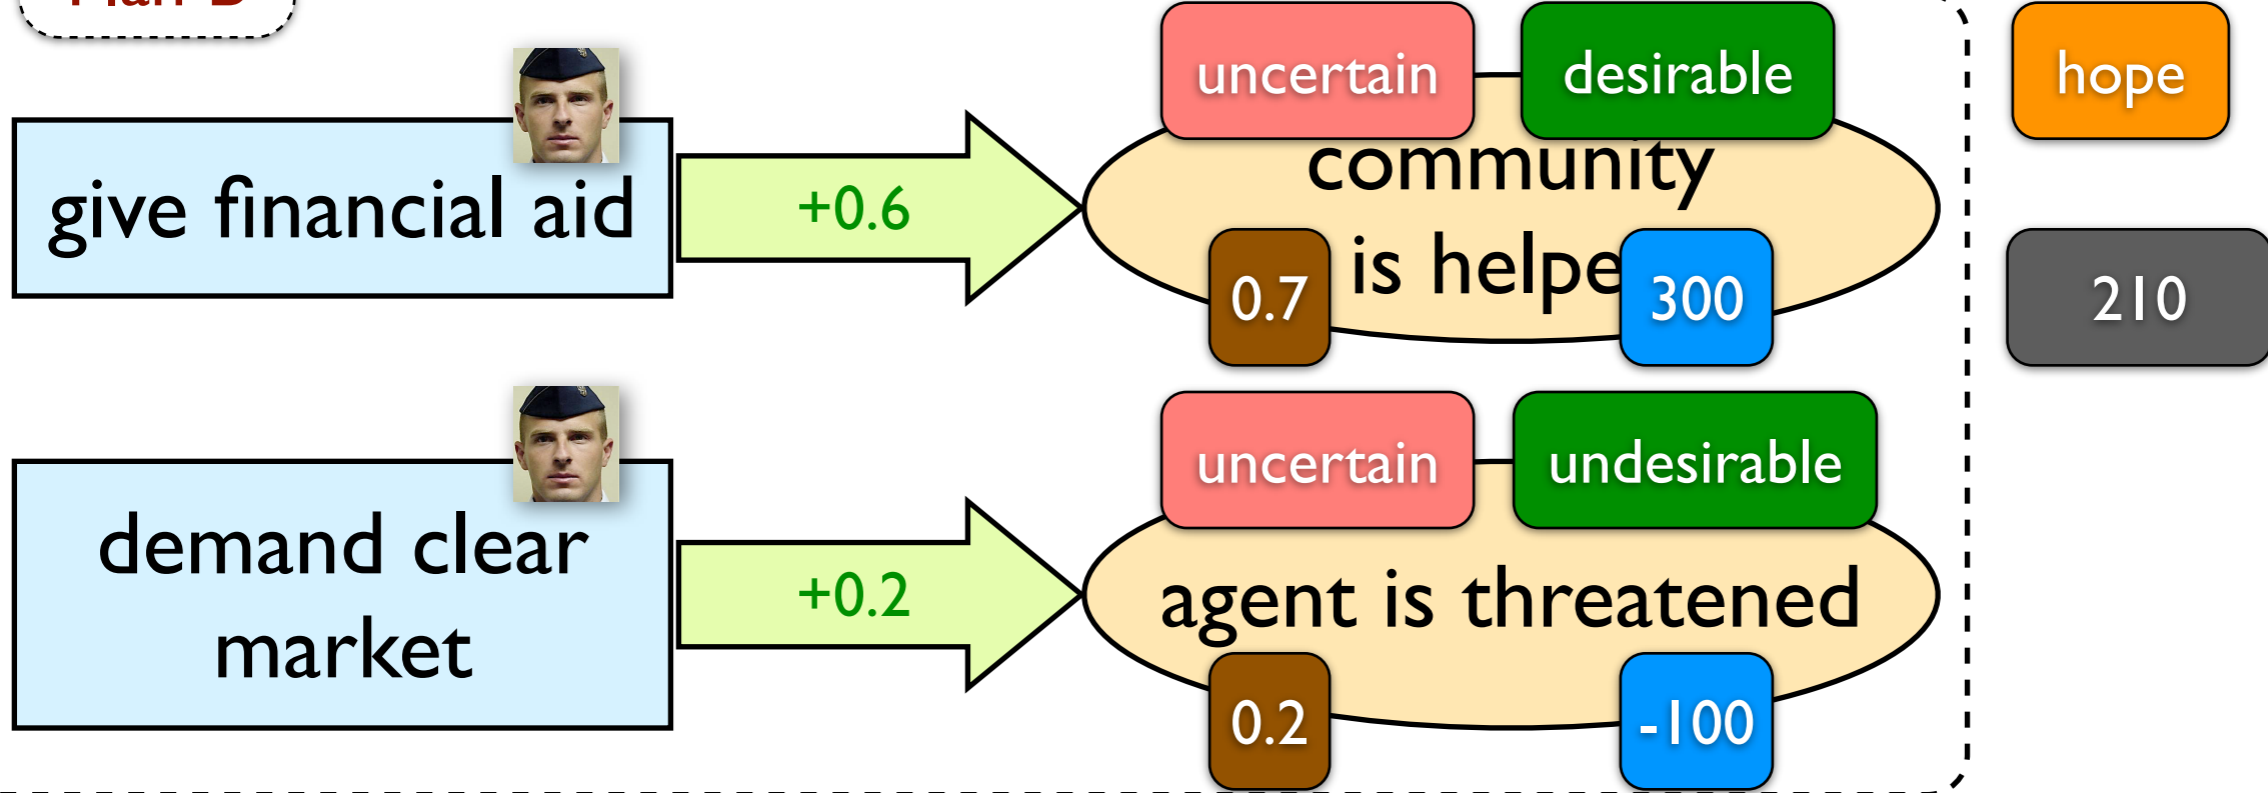 uncertain
desirable
hope
give financial aid
+0.6
community
is helpe
0.7
300
210
uncertain
undesirable
demand clear
market
+0.2
agent is threatened
0.2
-100